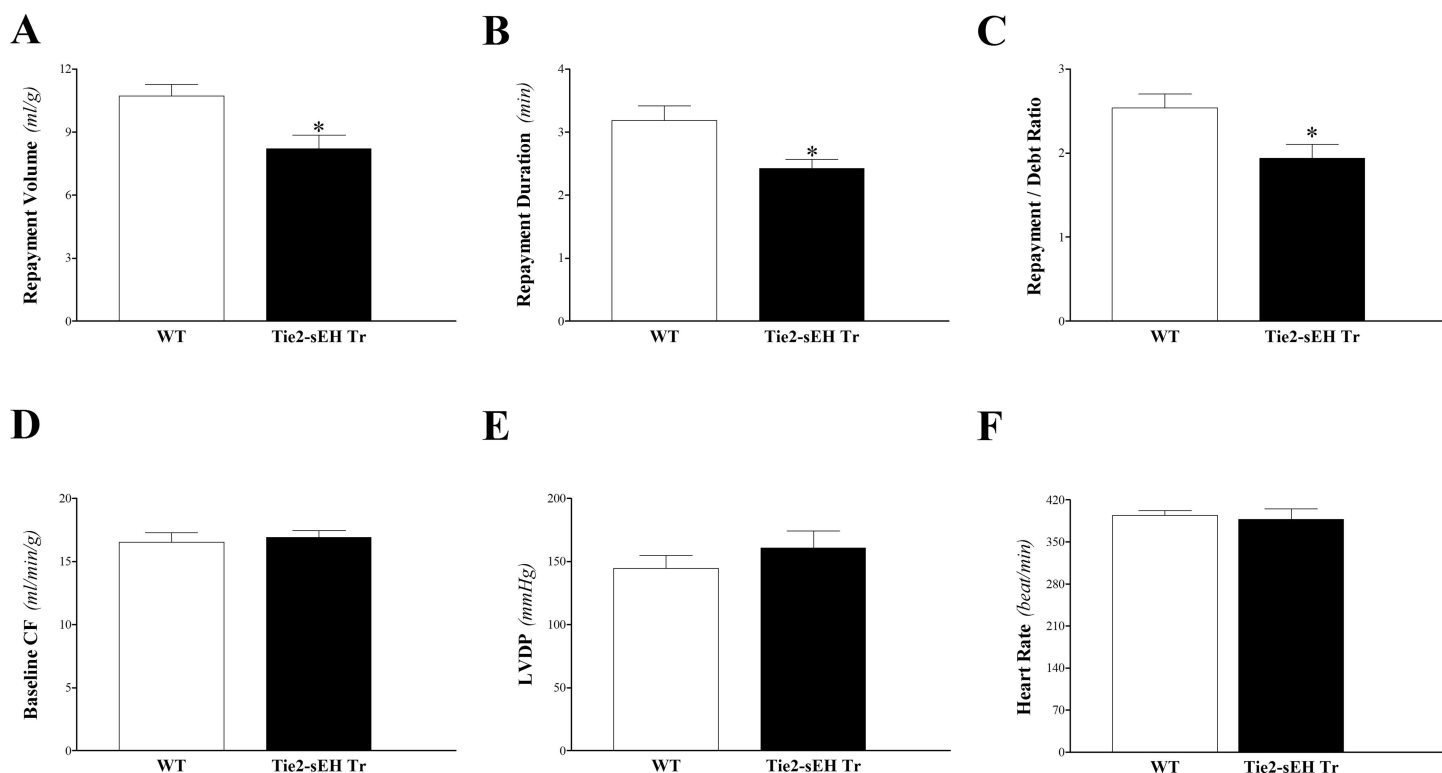 A
Repayment Volume (ml/g)
12
9
6
3
0
*
WT
Tie2-sEH Tr
B
Repayment Duration (min)
4
3
2
1
0
*
WT
Tie2-sEH Tr
C
Repayment / Debt Ratio
3
2
1
0
*
WT
Tie2-sEH Tr
D
Baseline CF (ml/min/g)
20
15
10
5
0
WT
Tie2-sEH Tr
E
LVDP (mmHg)
200
150
100
50
0
WT
Tie2-sEH Tr
F
Heart Rate (beat/min)
420
350
280
210
140
70
0
WT
Tie2-sEH Tr